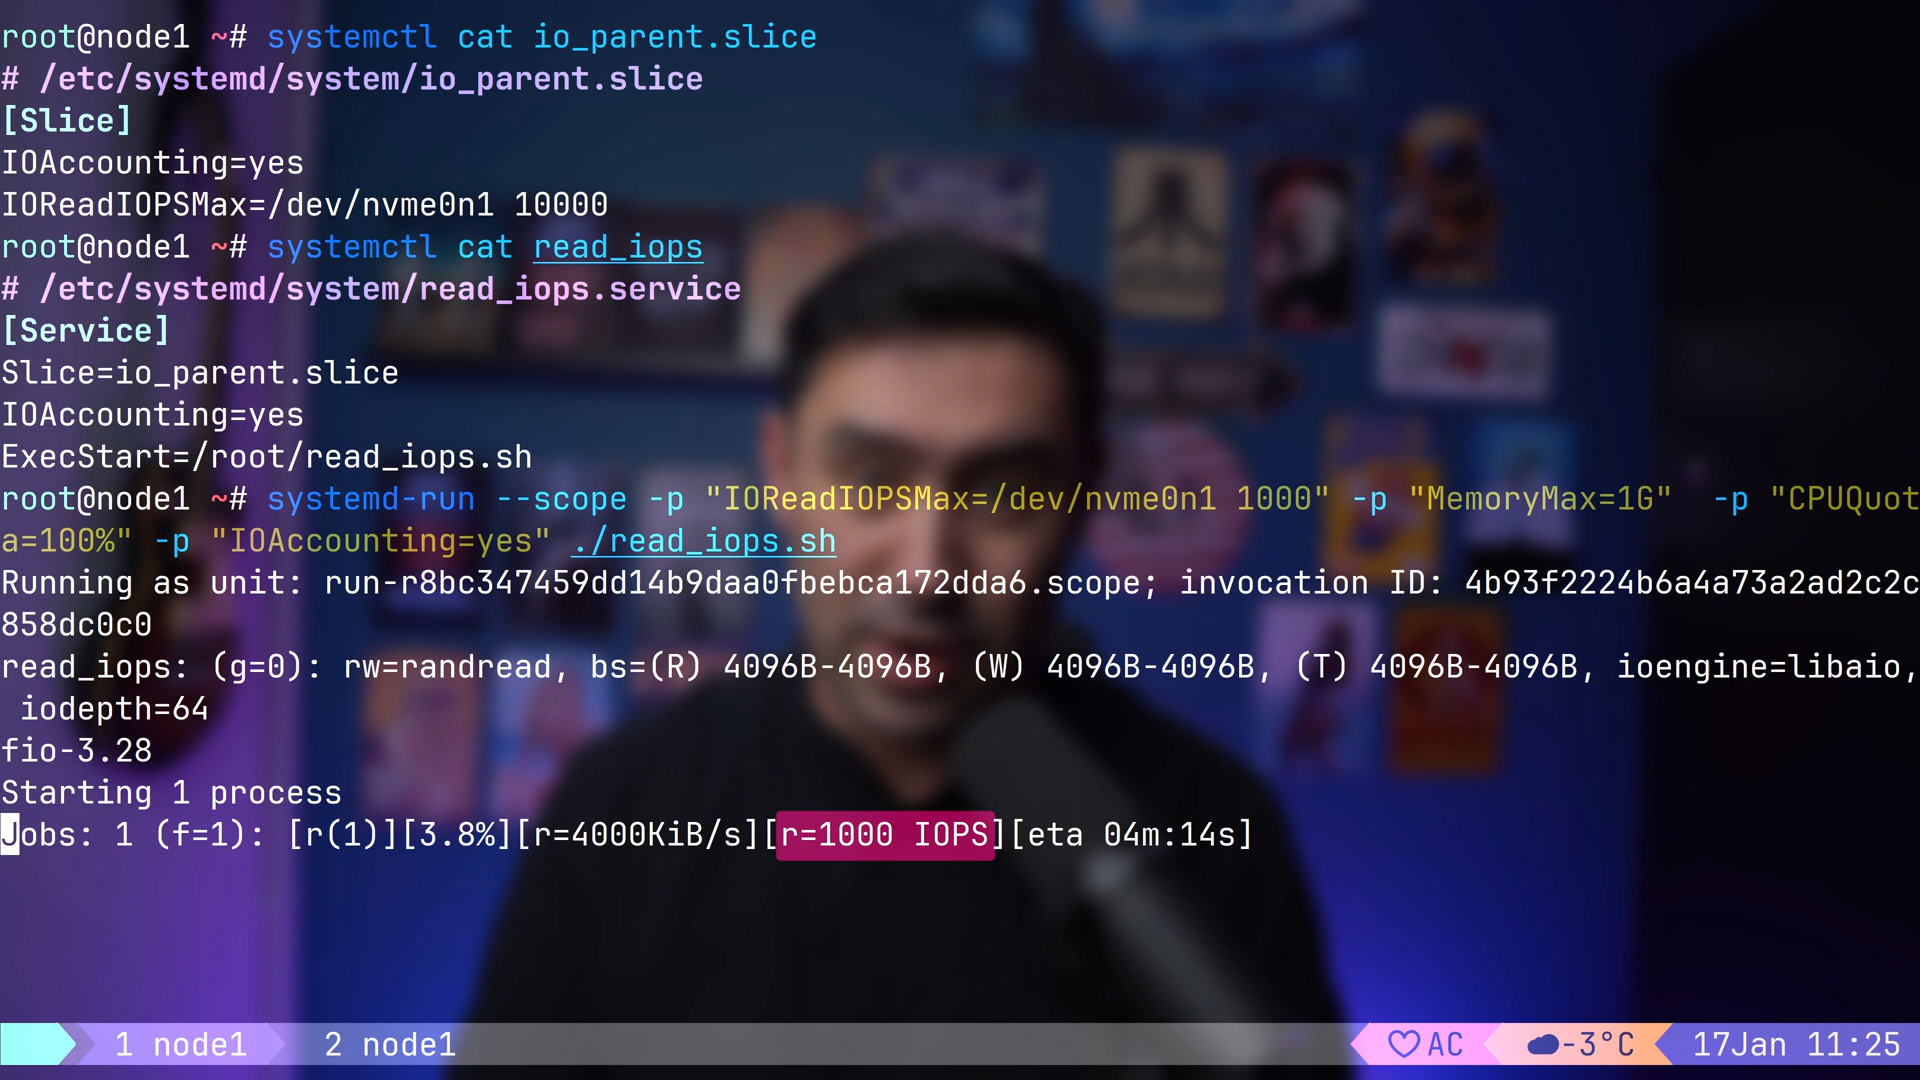 root@node1 ~# systemctl cat io_parent.slice
# /etc/systemd/system/io_parent.slice
[Slice]
IOAccounting=yes
IOReadIOPSMax=/dev/nvme0n1 10000
root@node1 ~# systemctl cat read_iops
# /etc/systemd/system/read_iops.service
[Service]
Slice=io_parent.slice
IOAccounting=yes
ExecStart=/root/read_iops.sh
root@node1 ~# systemd-run --scope -p "IOReadIOPSMax=/dev/nvme0n1 1000" -p "MemoryMax=1G"  -p "CPUQuot
a=100%" -p "IOAccounting=yes" ./read_iops.sh
Running as unit: run-r8bc347459dd14b9daa0fbebca172dda6.scope; invocation ID: 4b93f2224b6a4a73a2ad2c2c
858dc0c0
read_iops: (g=0): rw=randread, bs=(R) 4096B-4096B, (W) 4096B-4096B, (T) 4096B-4096B, ioengine=libaio,
 iodepth=64
fio-3.28
Starting 1 process
Jobs: 1 (f=1): [r(1)][3.8%][r=4000KiB/s][r=1000 IOPS][eta 04m:14s]
1 node1 2 node1 AC -3°C 17Jan 11:25